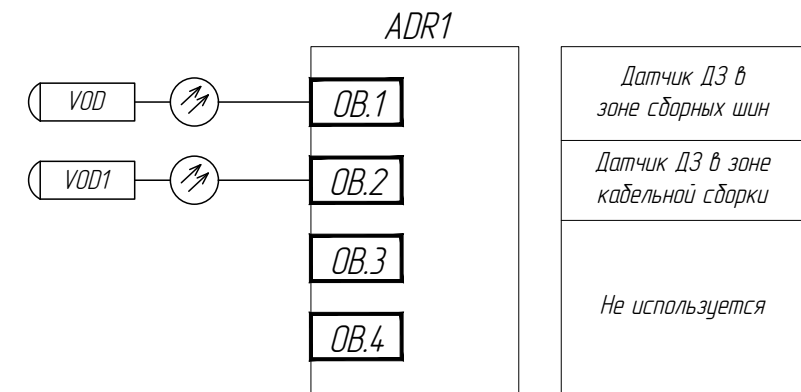 ADR1
VOD
OB.1
Датчик ДЗ в
зоне сборных шин
VOD1
OB.2
Датчик ДЗ в зоне
кабельной сборки
OB.3
OB.4
Не используется